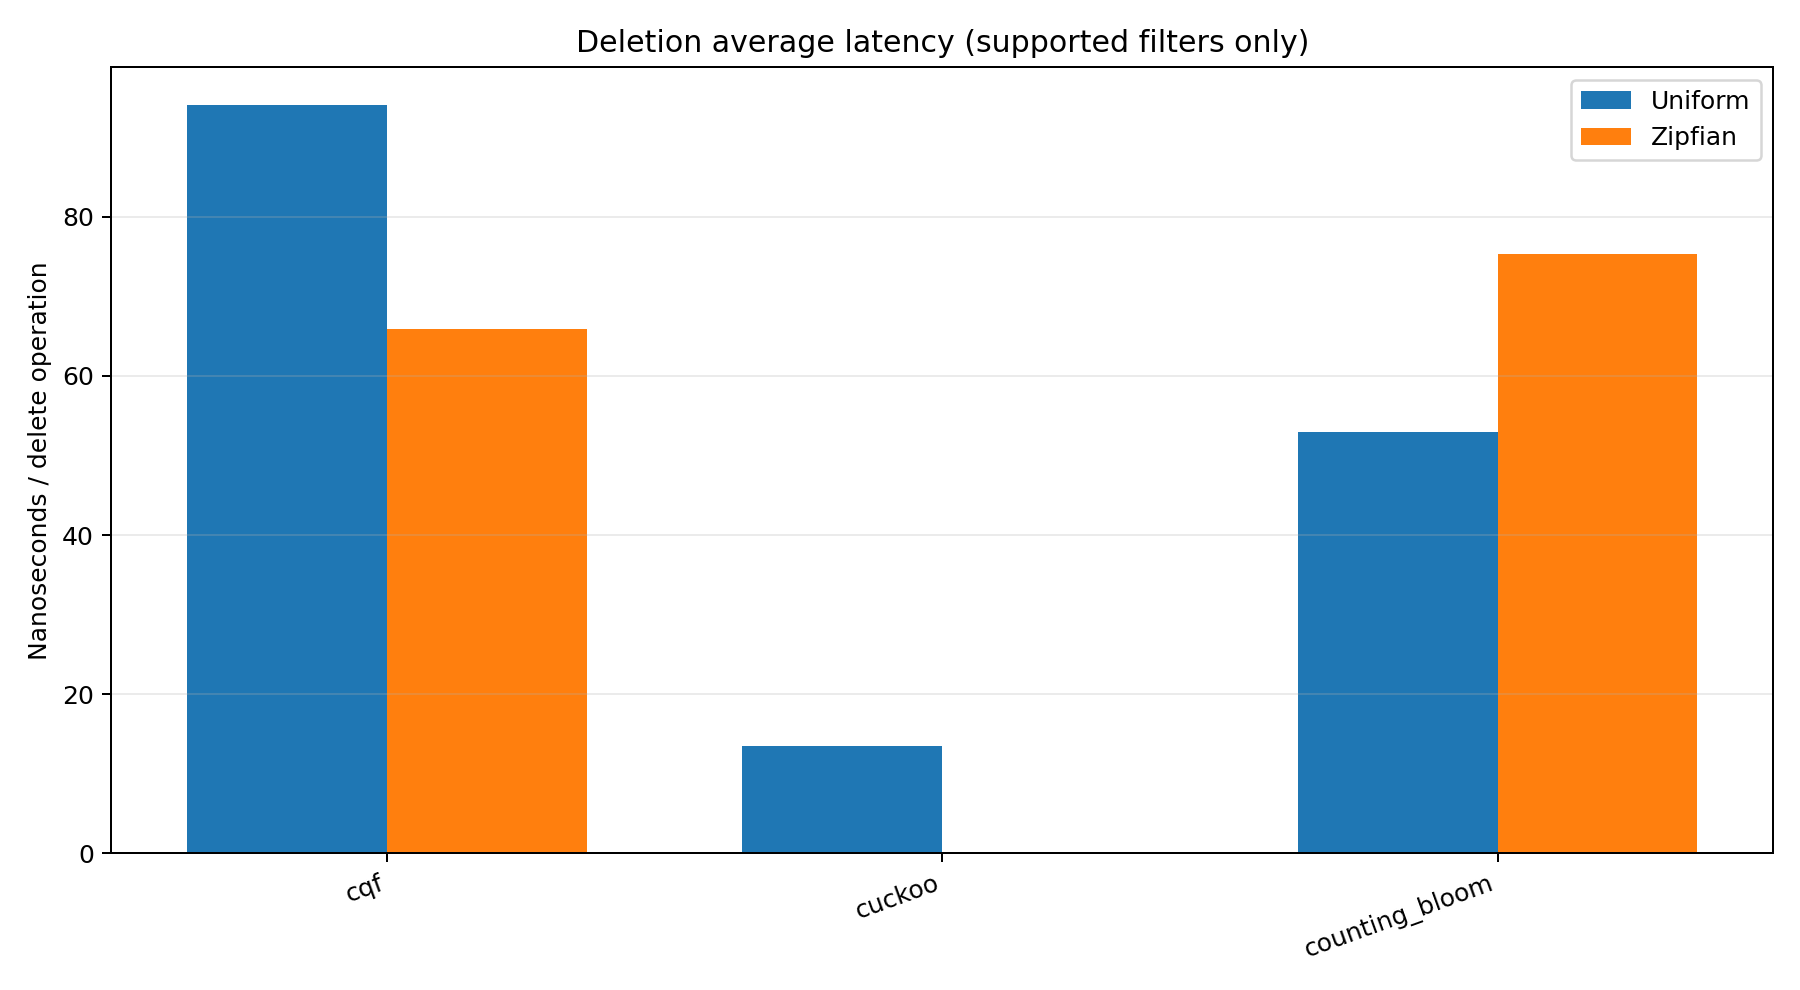 Deletion average latency (supported filters only)
Uniform
Zipfian
Nanoseconds / delete operation
80
60
40
20
0
cqf
cuckoo
counting_bloom